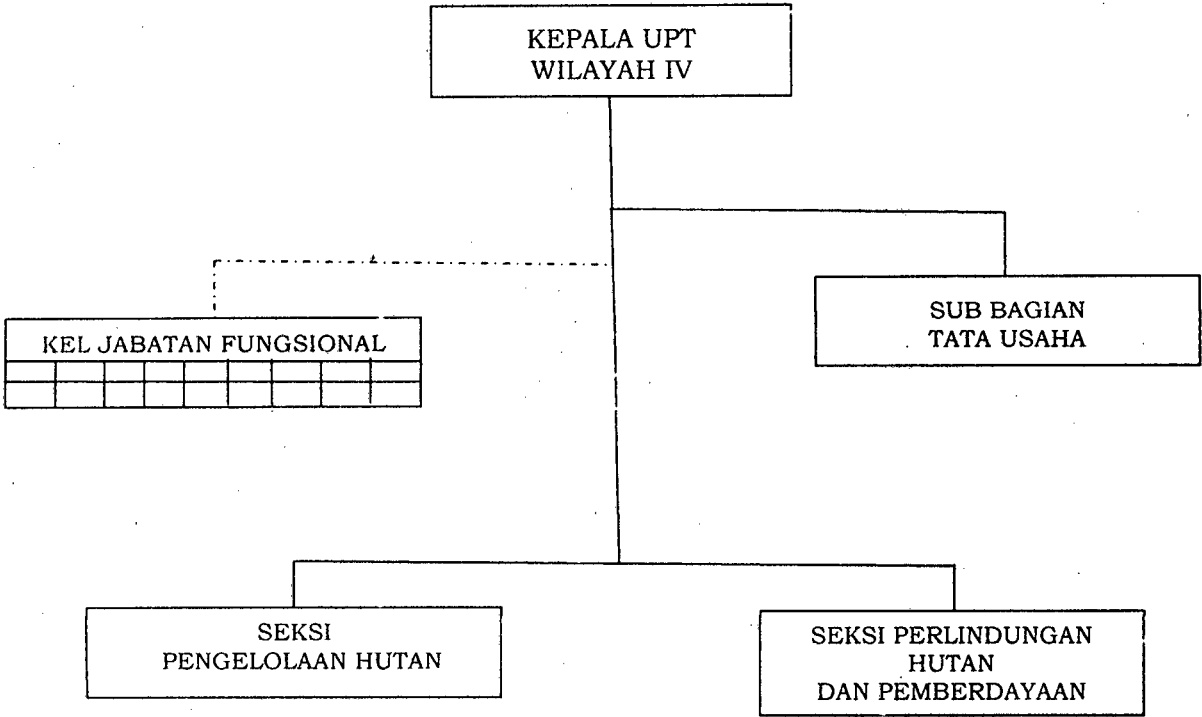 KEPALA UPT
WILAYAH IV
SUB BAGIAN
TATA USAHA
KEL JABATAN FUNGSIONAL
SEKSI
PENGELOLAAN HUTAN
SEKSI PERLINDUNGAN
HUTAN
DAN PEMBERDAYAAN